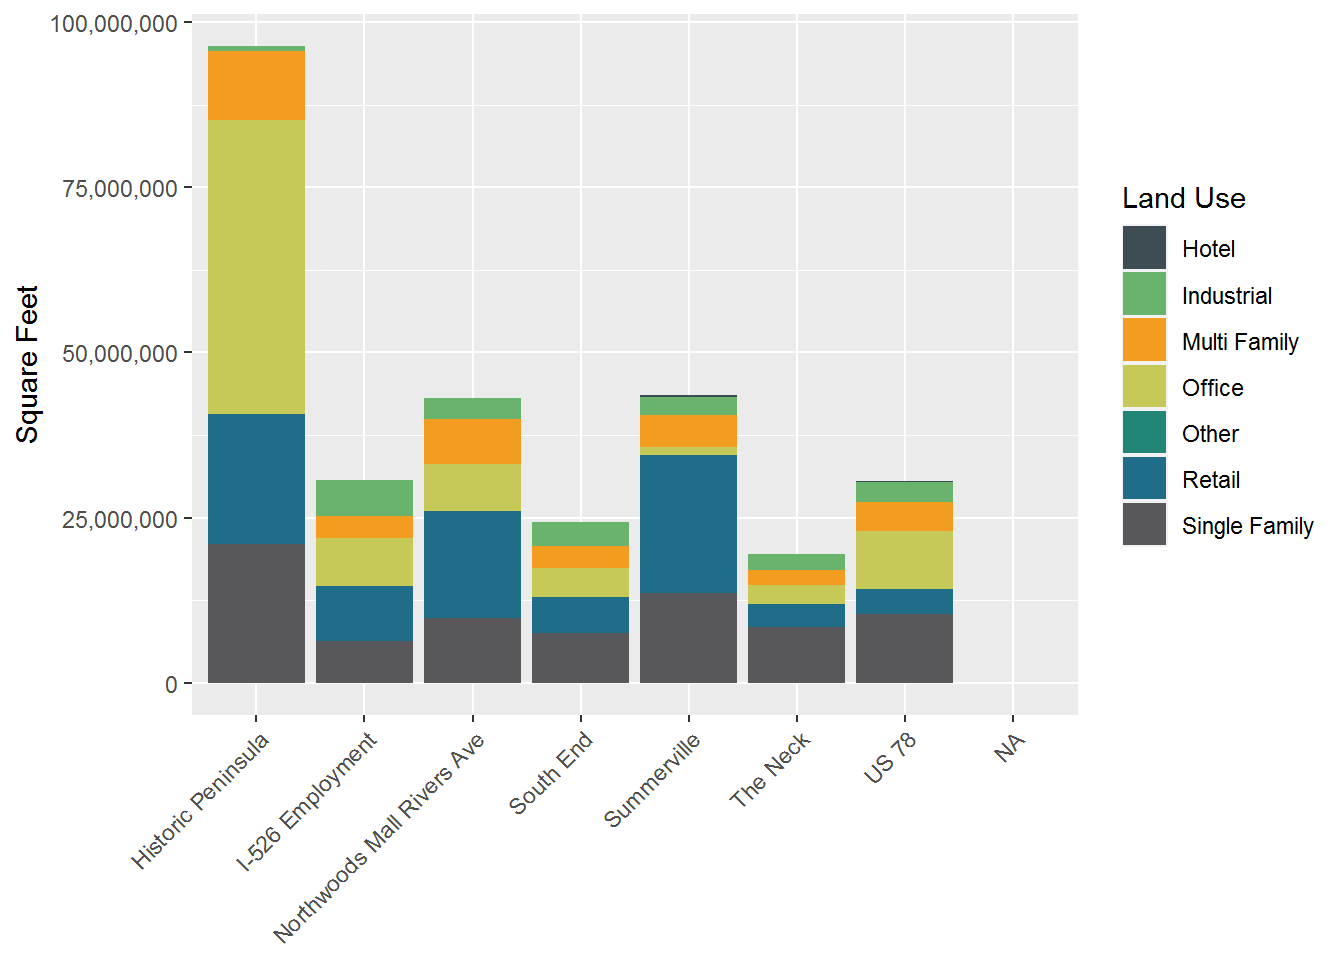 100,000,000
75,000,000
50,000,000
25,000,000
0
Square Feet
Historic Peninsula
I-526 Employment
Northwoods Mall Rivers Ave
South End
Summerville
The Neck
US 78
NA
Land Use
Hotel
Industrial
Multi Family
Office
Other
Retail
Single Family